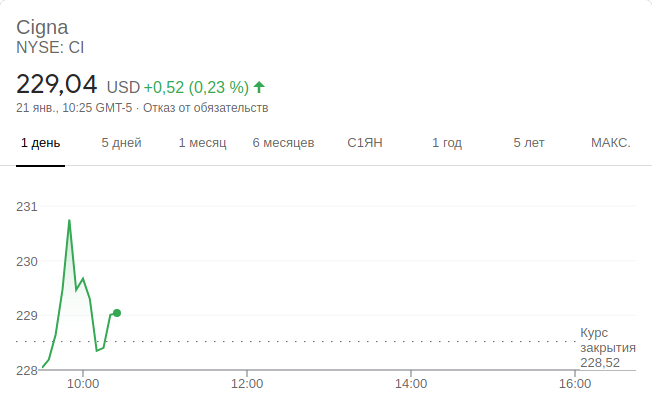 Cigna
NYSE: CI
229,04 USD +0,52 (0,23 %)
21 янв., 10:25 GMT-5 · Отказ от обязательств
1 день 5 дней 1 месяц 6 месяцев С1ЯН 1 год 5 лет МАКС.
231
230
229
228
Курс
закрытия
228,52
10:00 12:00 14:00 16:00